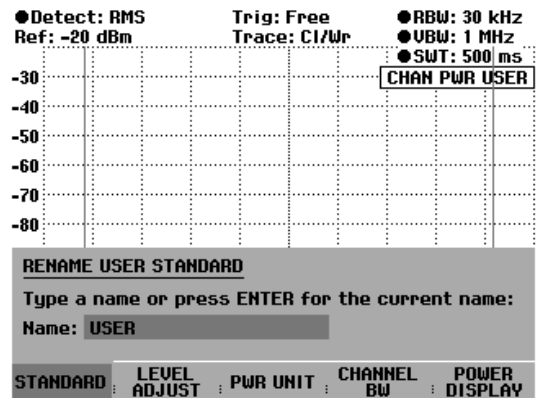 ●Detect: RMS Trig: Free ●RBW: 30 kHz
Ref: -20 dBm Trace: Cl/Wr ●VBW: 1 MHz
●SWT: 500 ms
CHAN PWR USER
-30
-40
-50
-60
-70
-80
RENAME USER STANDARD
Type a name or press ENTER for the current name:
Name: USER
STANDARD LEVEL ADJUST PWR UNIT CHANNEL BW POWER DISPLAY